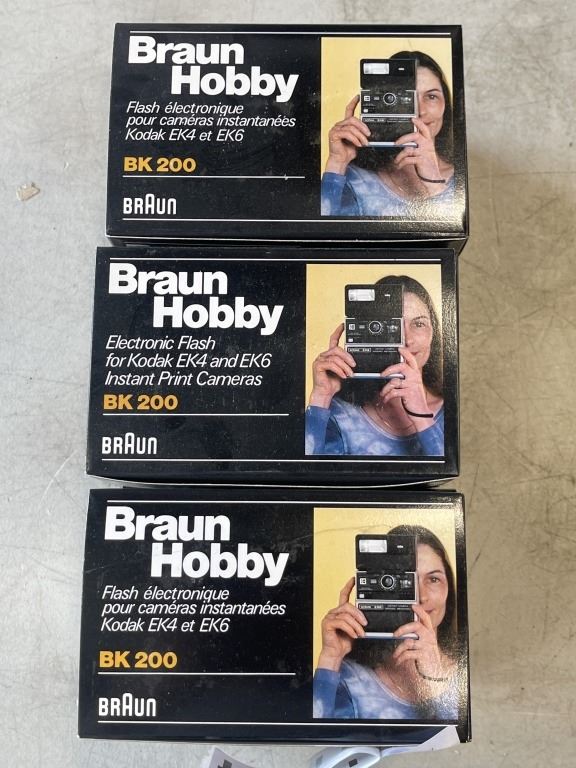 Braun
Hobby
Flash électronique
pour caméras instantanées
Kodak EK4 et EK6
BK 200
BRAUN
Braun
Hobby
Electronic Flash
for Kodak EK4 and EK6
Instant Print Cameras
BK 200
BRAUN
Braun
Hobby
Flash électronique
pour caméras instantanées
Kodak EK4 et EK6
BK 200
BRAUN